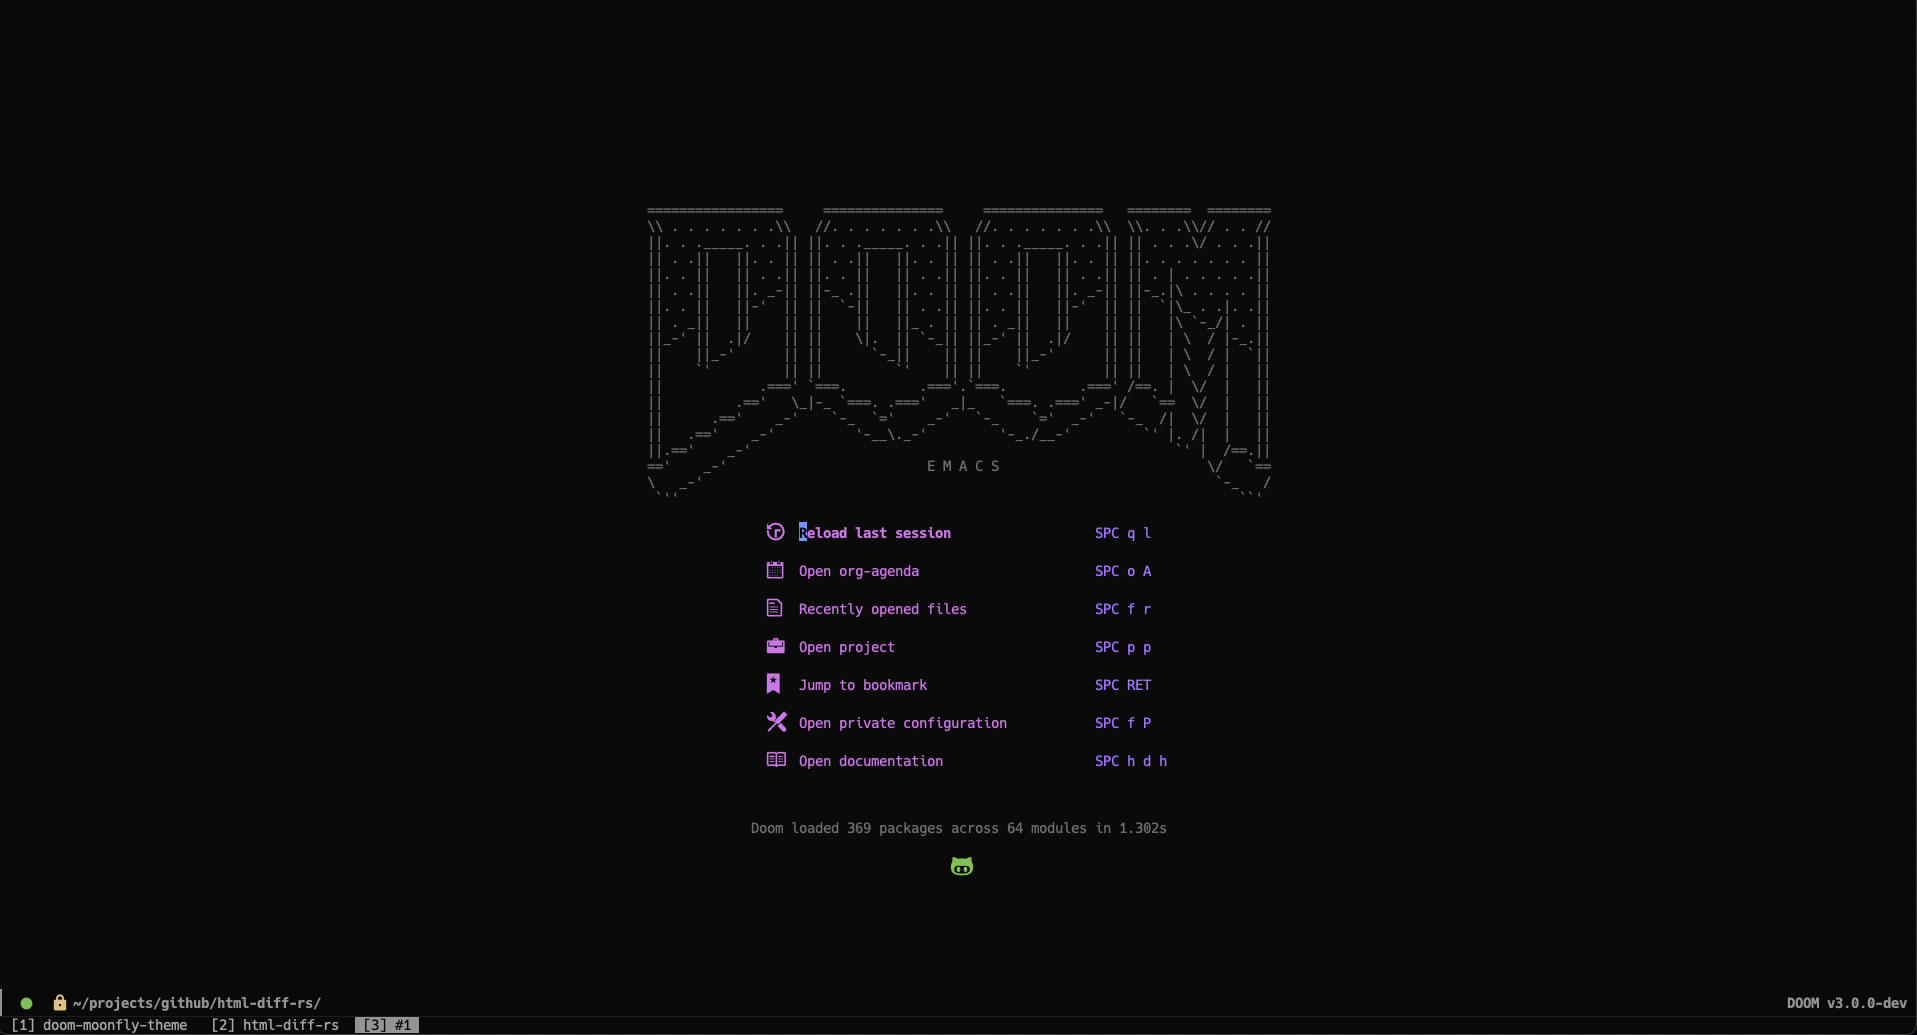 E M A C S
Reload last session SPC q l
Open org-agenda SPC o A
Recently opened files SPC f r
Open project SPC p p
Jump to bookmark SPC RET
Open private configuration SPC f P
Open documentation SPC h d h
Doom loaded 369 packages across 64 modules in 1.302s
~/projects/github/html-diff-rs/ DOOM v3.0.0-dev
[1] doom-moonfly-theme [2] html-diff-rs [3] #1